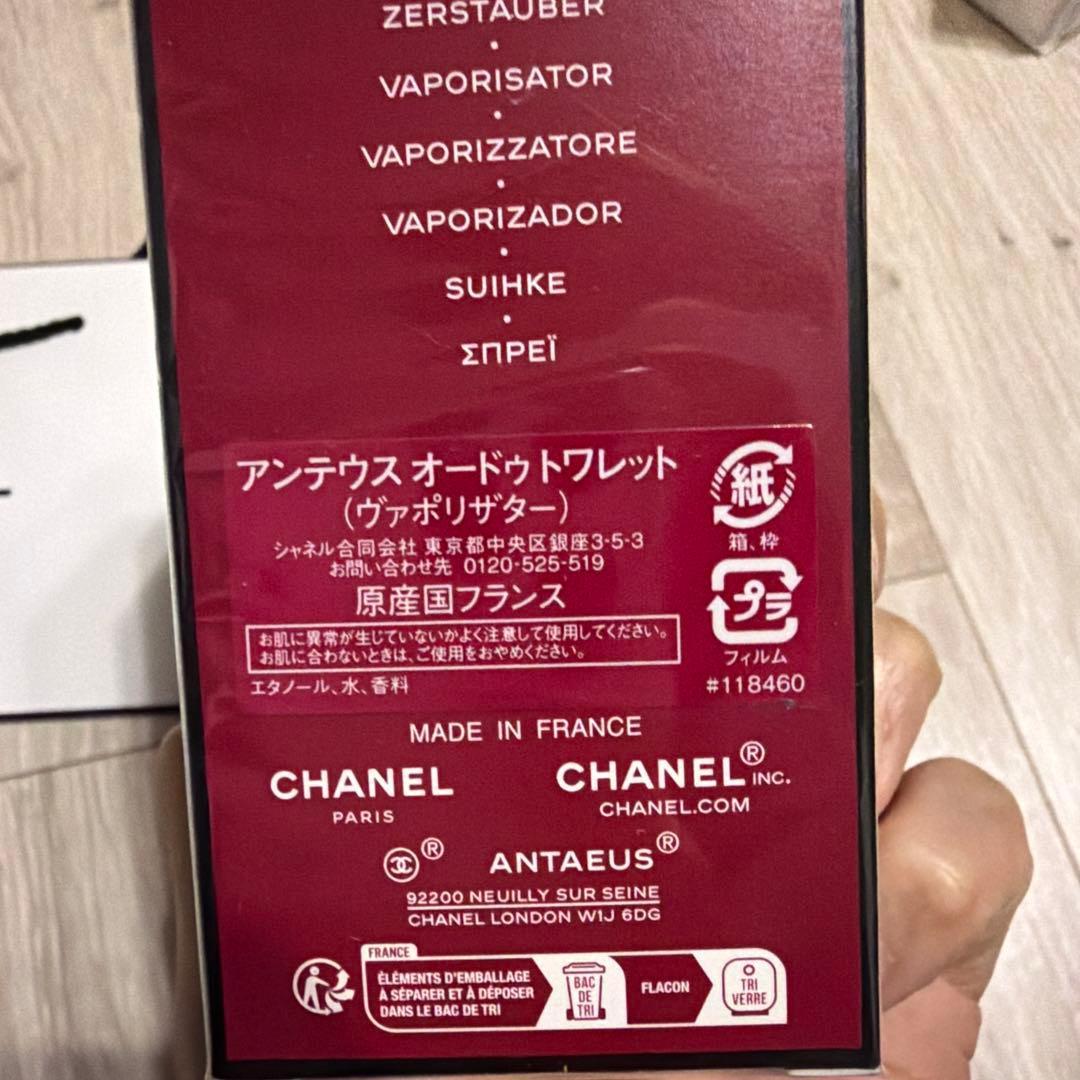 ZERSTÄUBER
VAPORISATOR
VAPORIZZATORE
VAPORIZADOR
SUIHKE
ΣΠΡΕΪ
アンテウス オードゥ トワレット
(ヴァポリザター)
シャネル合同会社 東京都中央区銀座3-5-3
お問い合わせ先 0120-525-519
原産国フランス
お肌に異常が生じていないかよく注意して使用してください。
お肌に合わないときは、ご使用をおやめください。
エタノール、水、香料
紙
箱、枠
プラ
フィルム
#118460
MADE IN FRANCE
CHANEL
PARIS
CHANEL® INC.
CHANEL.COM
® ANTAEUS®
92200 NEUILLY SUR SEINE
CHANEL LONDON W1J 6DG
FRANCE
ÉLÉMENTS D'EMBALLAGE
À SÉPARER ET À DÉPOSER
DANS LE BAC DE TRI
BAC
DE
TRI
FLACON
TRI
VERRE